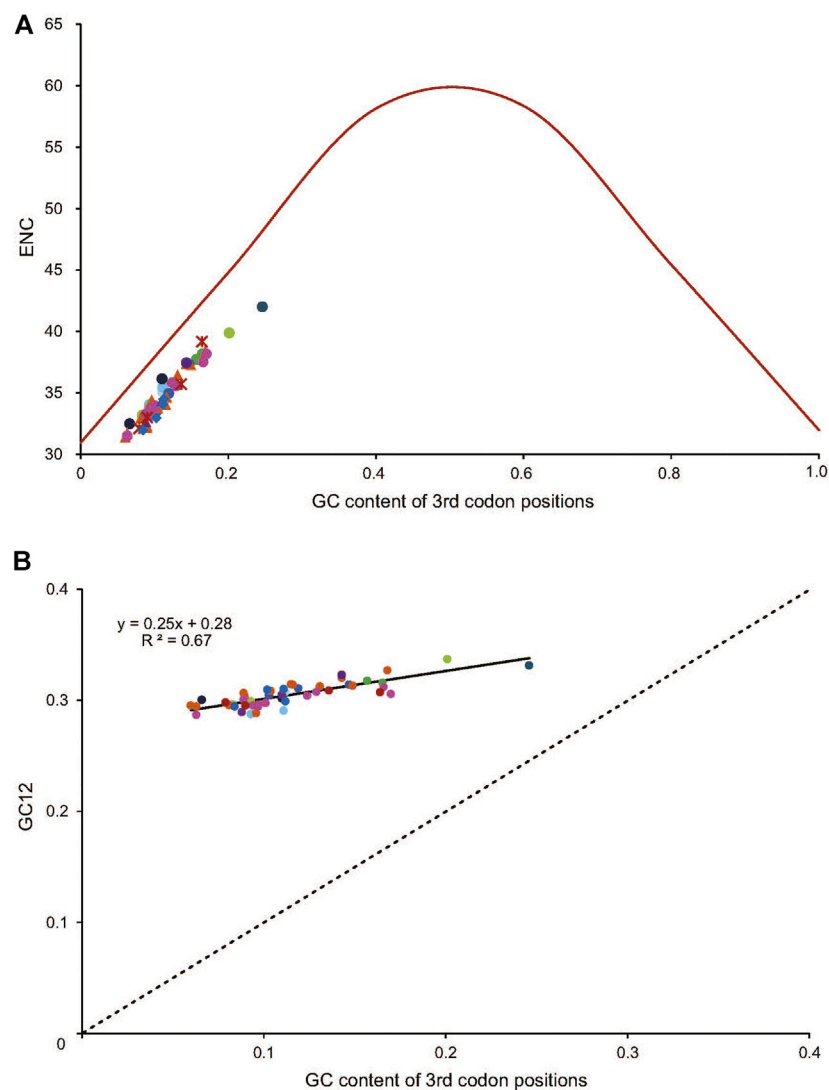 A
65
60
55
50
45
40
35
30
ENC
0
0.2
0.4
0.6
0.8
1.0
GC content of 3rd codon positions
B
0.4
y = 0.25x + 0.28
R ² = 0.67
0.3
0.2
0.1
0
GC12
0.1
0.2
0.3
0.4
GC content of 3rd codon positions